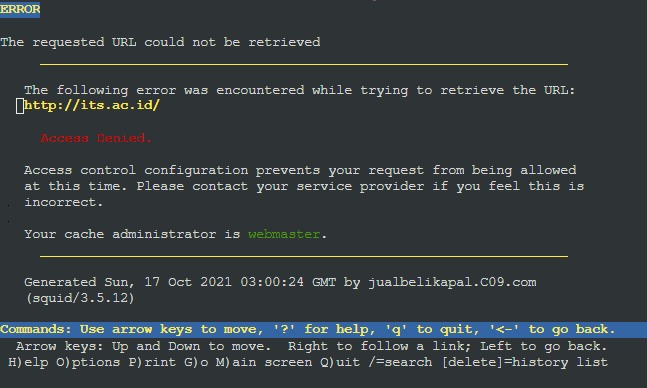 ERROR
The requested URL could not be retrieved
The following error was encountered while trying to retrieve the URL:
http://its.ac.id/
Access Denied.
Access control configuration prevents your request from being allowed
at this time. Please contact your service provider if you feel this is
incorrect.
Your cache administrator is webmaster.
Generated Sun, 17 Oct 2021 03:00:24 GMT by jualbelikapal.C09.com
(squid/3.5.12)
Commands: Use arrow keys to move, '?' for help, 'q' to quit, '<-' to go back.
Arrow keys: Up and Down to move.  Right to follow a link; Left to go back.
H)elp O)ptions P)rint G)o M)ain screen Q)uit /=search [delete]=history list